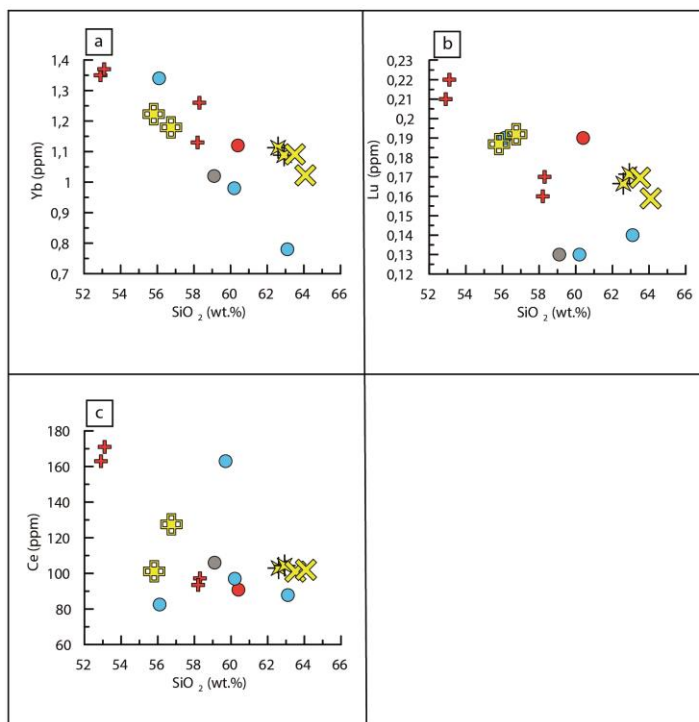 a
1,4
1,3
1,2
1,1
1
0,9
0,8
0,7
Yb (ppm)
52 54 56 58 60 62 64 66
SiO 2 (wt.%)
b
0,23
0,22
0,21
0,2
0,19
0,18
0,17
0,16
0,15
0,14
0,13
0,12
Lu (ppm)
52 54 56 58 60 62 64 66
SiO 2 (wt.%)
c
180
160
140
120
100
80
60
Ce (ppm)
52 54 56 58 60 62 64 66
SiO 2 (wt.%)